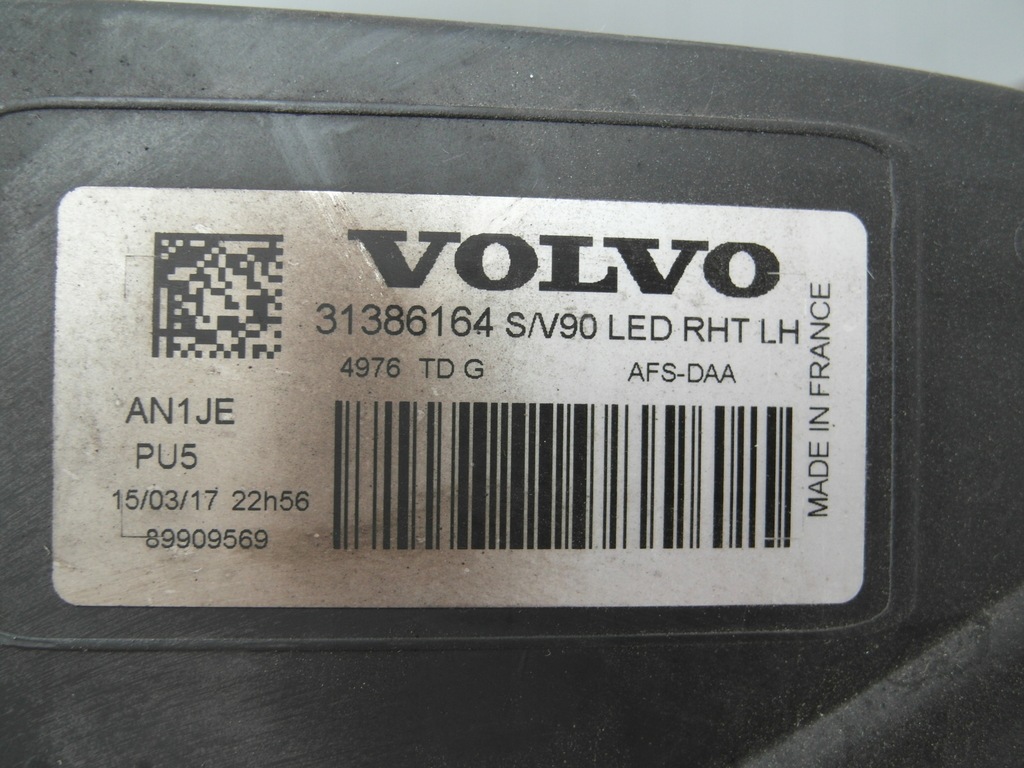 VOLVO
31386164 S/V90 LED RHT LH
4976 TD G AFS-DAA
AN1JE
PU5
15/03/17 22h56
89909569
MADE IN FRANCE